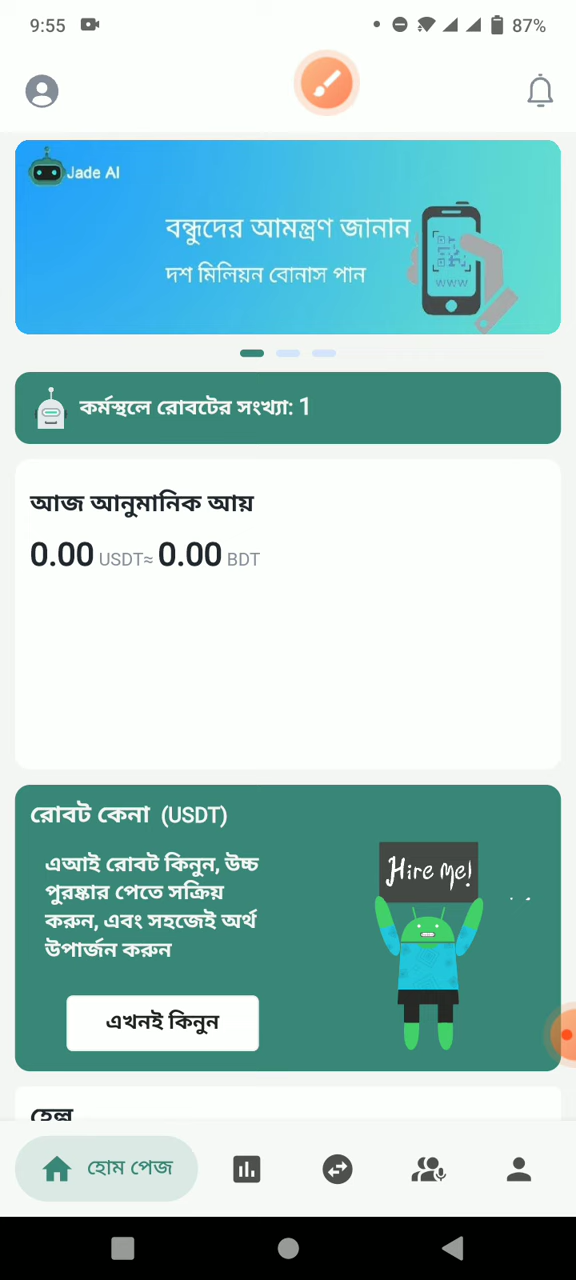 9:55
87%
Jade AI
বন্ধুদের আমন্ত্রণ জানান
দশ মিলিয়ন বোনাস পান
www
কর্মস্থলে রোবটের সংখ্যা: 1
আজ আনুমানিক আয়
0.00 USDT≈ 0.00 BDT
রোবট কেনা (USDT)
এআই রোবট কিনুন, উচ্চ
পুরষ্কার পেতে সক্রিয়
করুন, এবং সহজেই অর্থ
উপার্জন করুন
Hire Me!
এখনই কিনুন
হেল্প
হোম পেজ